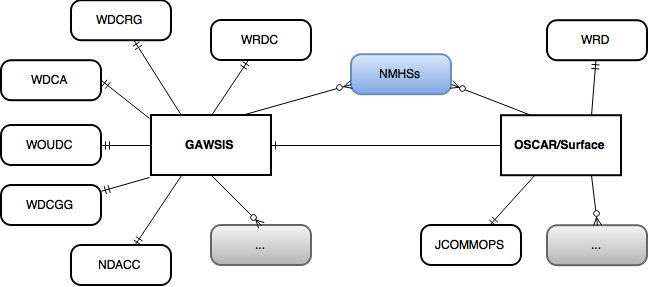 WDCRG
WRDC
WRD
NMHSs
WDCA
WOUDC
GAWSIS
OSCAR/Surface
WDCGG
NDACC
...
JCOMMOPS
...